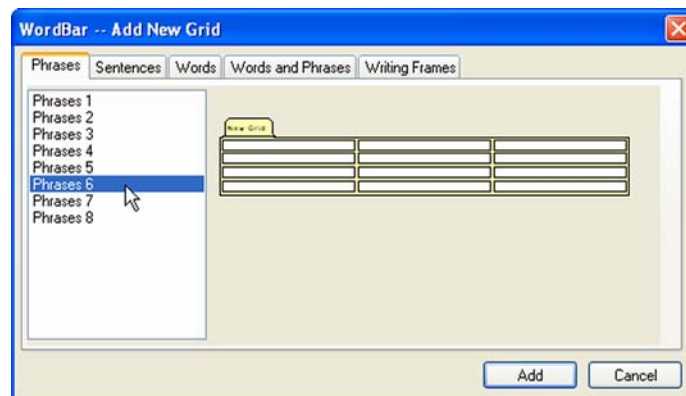 WordBar -- Add New Grid
Phrases Sentences Words Words and Phrases Writing Frames
Phrases 1
Phrases 2
Phrases 3
Phrases 4
Phrases 5
Phrases 6
Phrases 7
Phrases 8
New Grid
Add Cancel